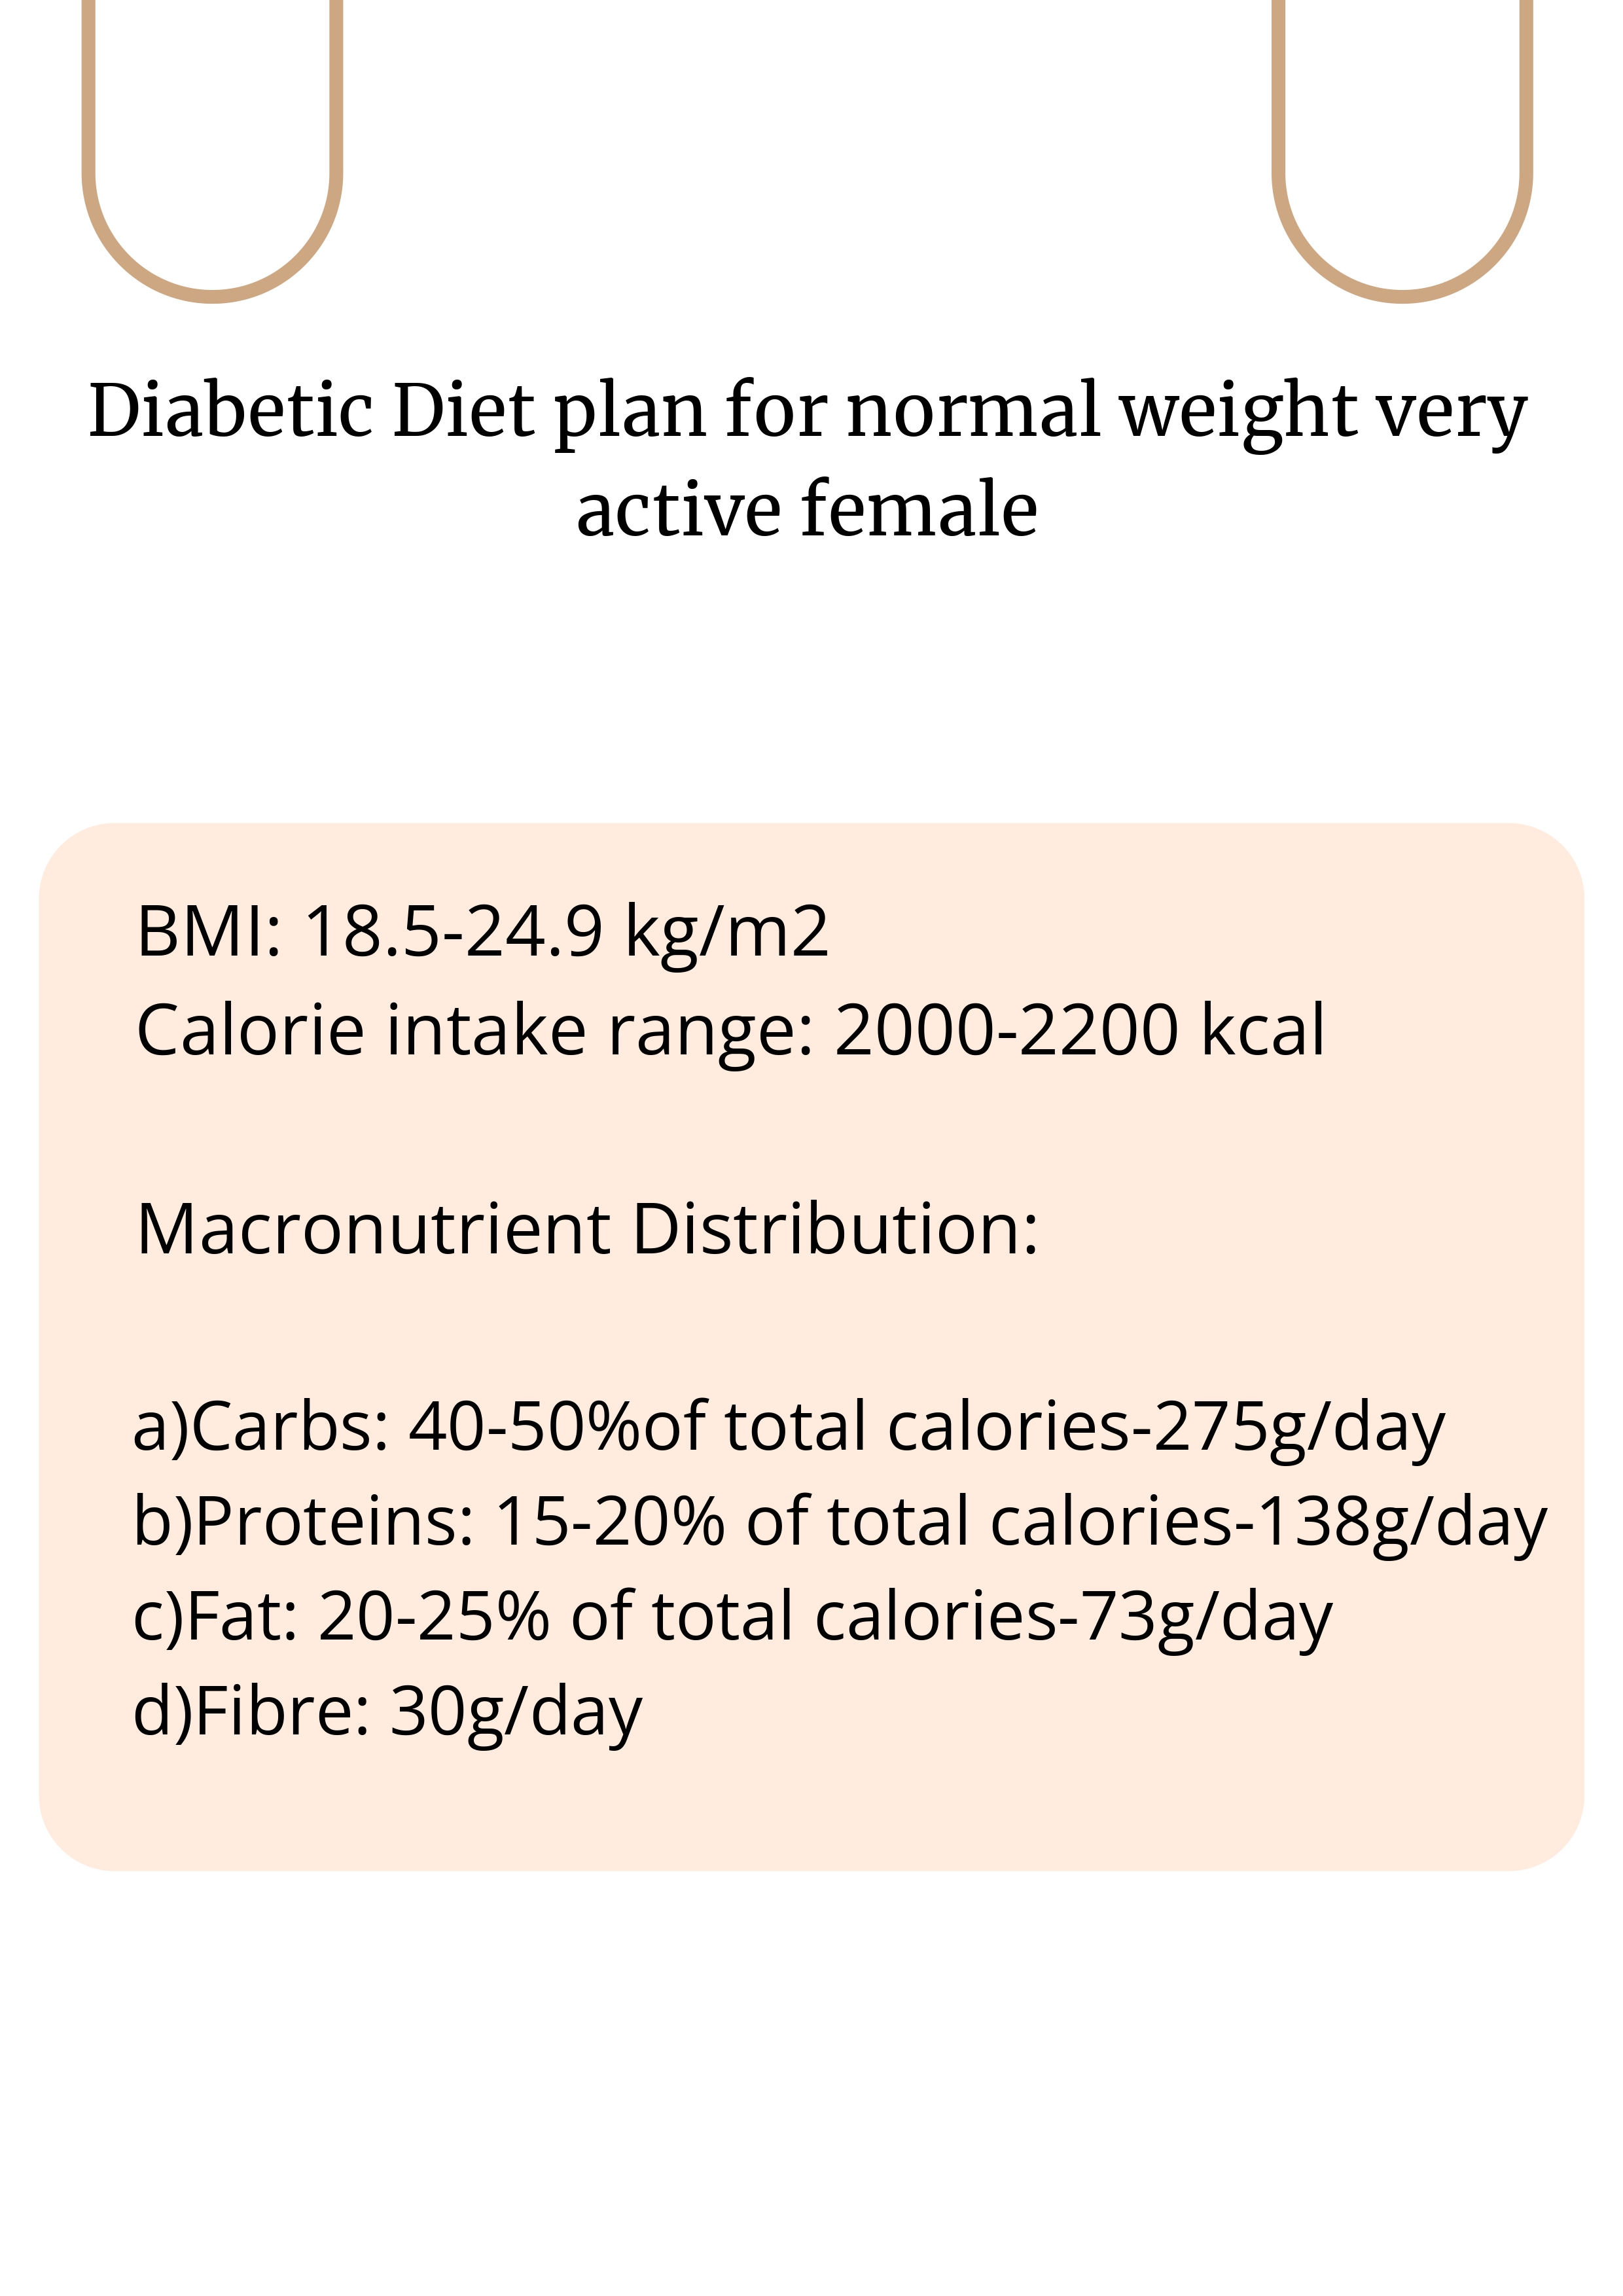 Diabetic Diet plan for normal weight very
active female
BMI: 18.5-24.9 kg/m2
Calorie intake range: 2000-2200 kcal
Macronutrient Distribution:
a)Carbs: 40-50%of total calories-275g/day
b)Proteins: 15-20% of total calories-138g/day
c)Fat: 20-25% of total calories-73g/day
d)Fibre: 30g/day